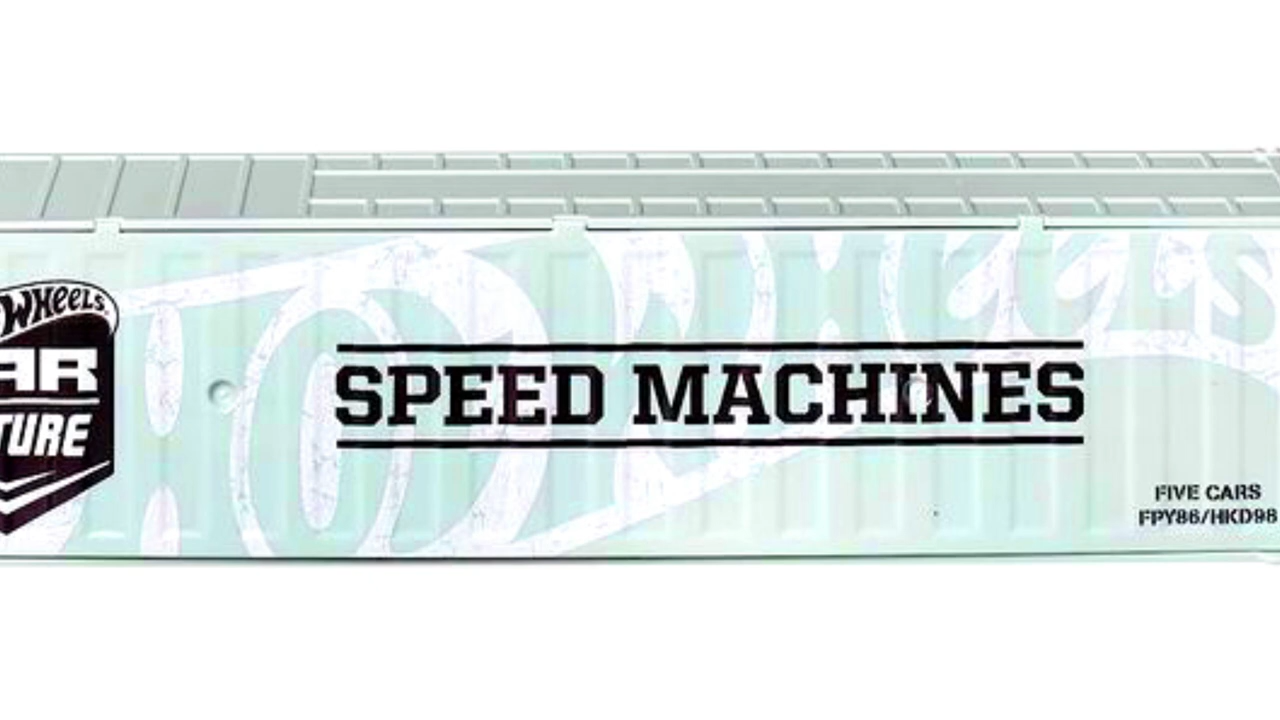 WHEELS
AR
TURE
SPEED MACHINES
FIVE CARS
FPY86/HKD98